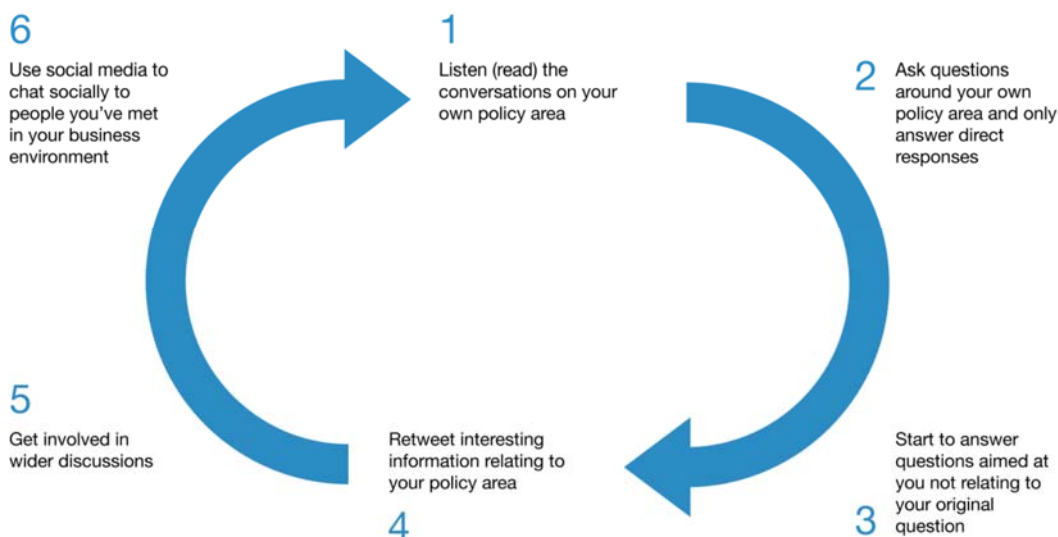 1
Listen (read) the
conversations on your
own policy area
2
Ask questions
around your own
policy area and only
answer direct
responses
3
Start to answer
questions aimed at
you not relating to
your original
question
4
Retweet interesting
information relating to
your policy area
5
Get involved in
wider discussions
6
Use social media to
chat socially to
people you’ve met
in your business
environment